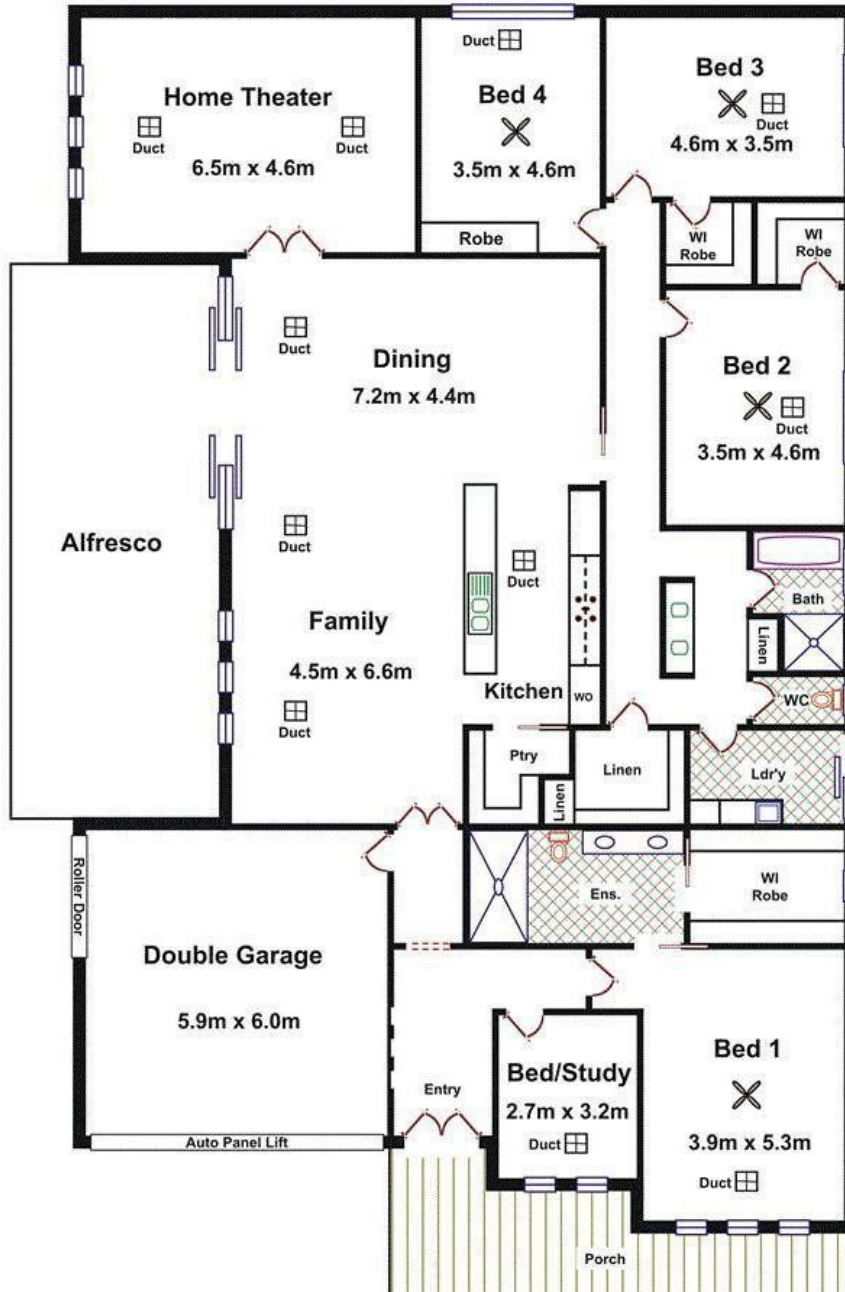 Duct
Home Theater
Duct
Duct
6.5m x 4.6m
Bed 4
3.5m x 4.6m
Robe
Bed 3
Duct
4.6m x 3.5m
WI
Robe
WI
Robe
Duct
Dining
7.2m x 4.4m
Bed 2
Duct
3.5m x 4.6m
Alfresco
Duct
Duct
Family
4.5m x 6.6m
Duct
Kitchen
WO
Bath
Linen
WC
Ptry
Linen
Linen
Ldr'y
Roller Door
Ens.
WI
Robe
Double Garage
5.9m x 6.0m
Auto Panel Lift
Entry
Bed/Study
2.7m x 3.2m
Duct
Bed 1
3.9m x 5.3m
Duct
Porch